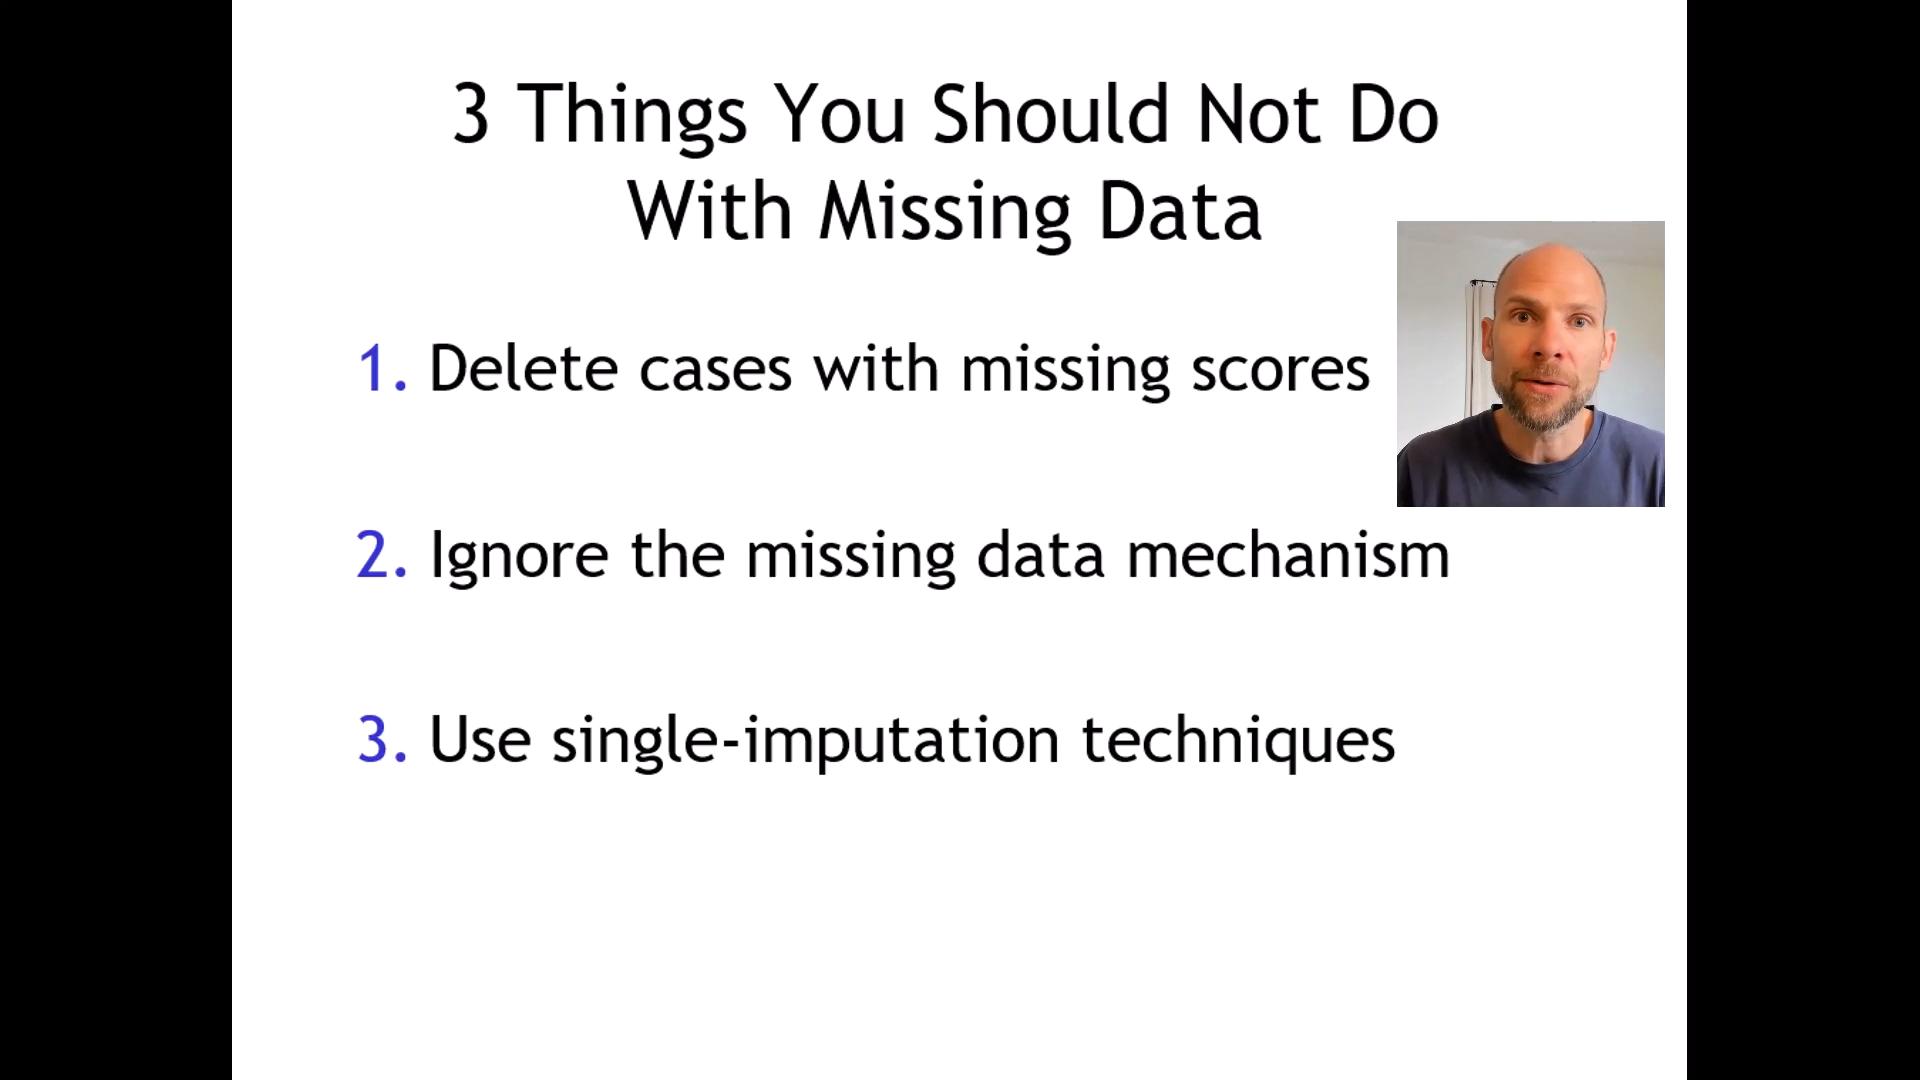 3 Things You Should Not Do
With Missing Data
1. Delete cases with missing scores
2. Ignore the missing data mechanism
3. Use single-imputation techniques